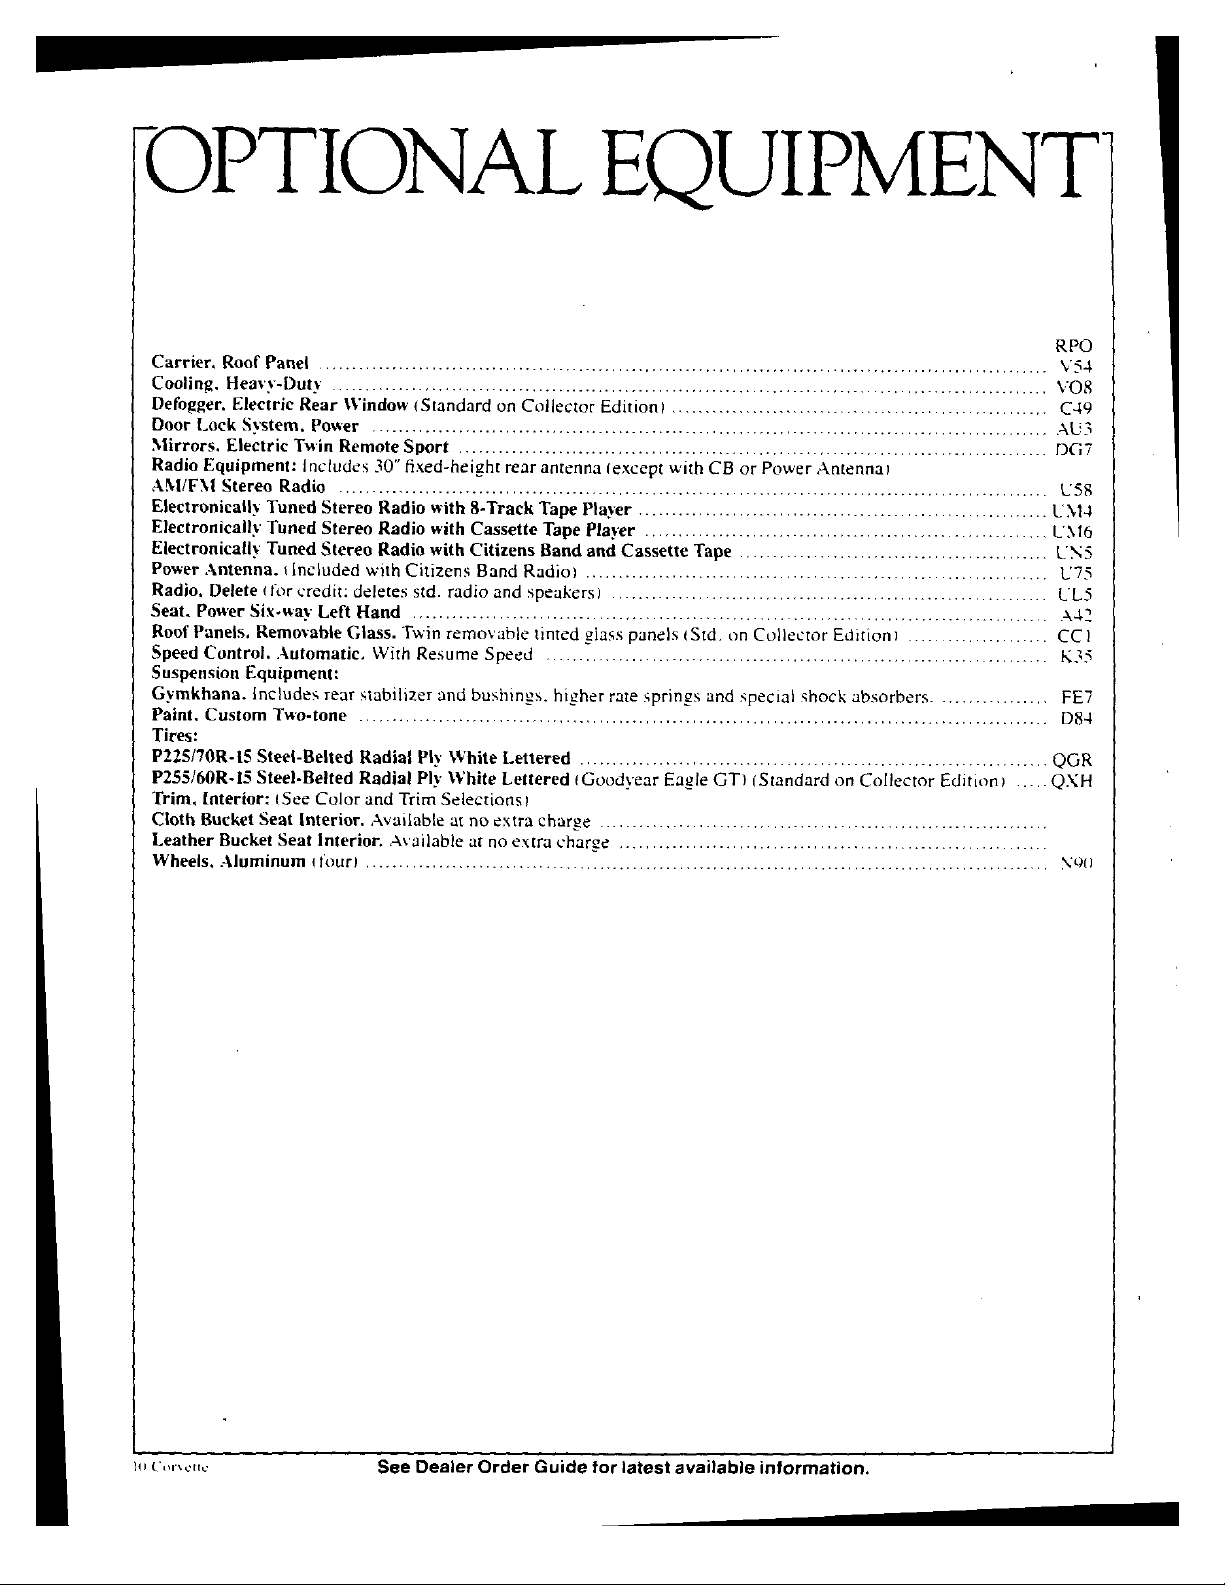 OPTIONAL EQUIPMENT
RPO
Carrier, Roof Panel V54
Cooling, Heavy-Duty VO8
Defogger, Electric Rear Window (Standard on Collector Edition) C49
Door Lock System, Power AU3
Mirrors, Electric Twin Remote Sport DG7
Radio Equipment: Includes 30" fixed-height rear antenna (except with CB or Power Antenna)
AM/FM Stereo Radio U58
Electronically Tuned Stereo Radio with 8-Track Tape Player UM4
Electronically Tuned Stereo Radio with Cassette Tape Player UM6
Electronically Tuned Stereo Radio with Citizens Band and Cassette Tape UN5
Power Antenna. (Included with Citizens Band Radio) U75
Radio, Delete (for credit: deletes std. radio and speakers) UL5
Seat, Power Six-way Left Hand A42
Roof Panels, Removable Glass. Twin removable tinted glass panels (Std. on Collector Edition) CC1
Speed Control, Automatic. With Resume Speed K35
Suspension Equipment:
Gymkhana. Includes rear stabilizer and bushings, higher rate springs and special shock absorbers. FE7
Paint, Custom Two-tone D84
Tires:
P225/70R-15 Steel-Belted Radial Ply White Lettered QGR
P255/60R-15 Steel-Belted Radial Ply White Lettered (Goodyear Eagle GT) (Standard on Collector Edition) QXH
Trim, Interior: (See Color and Trim Selections)
Cloth Bucket Seat Interior. Available at no extra charge
Leather Bucket Seat Interior. Available at no extra charge
Wheels, Aluminum (four) N90
10 Corvette
See Dealer Order Guide for latest available information.